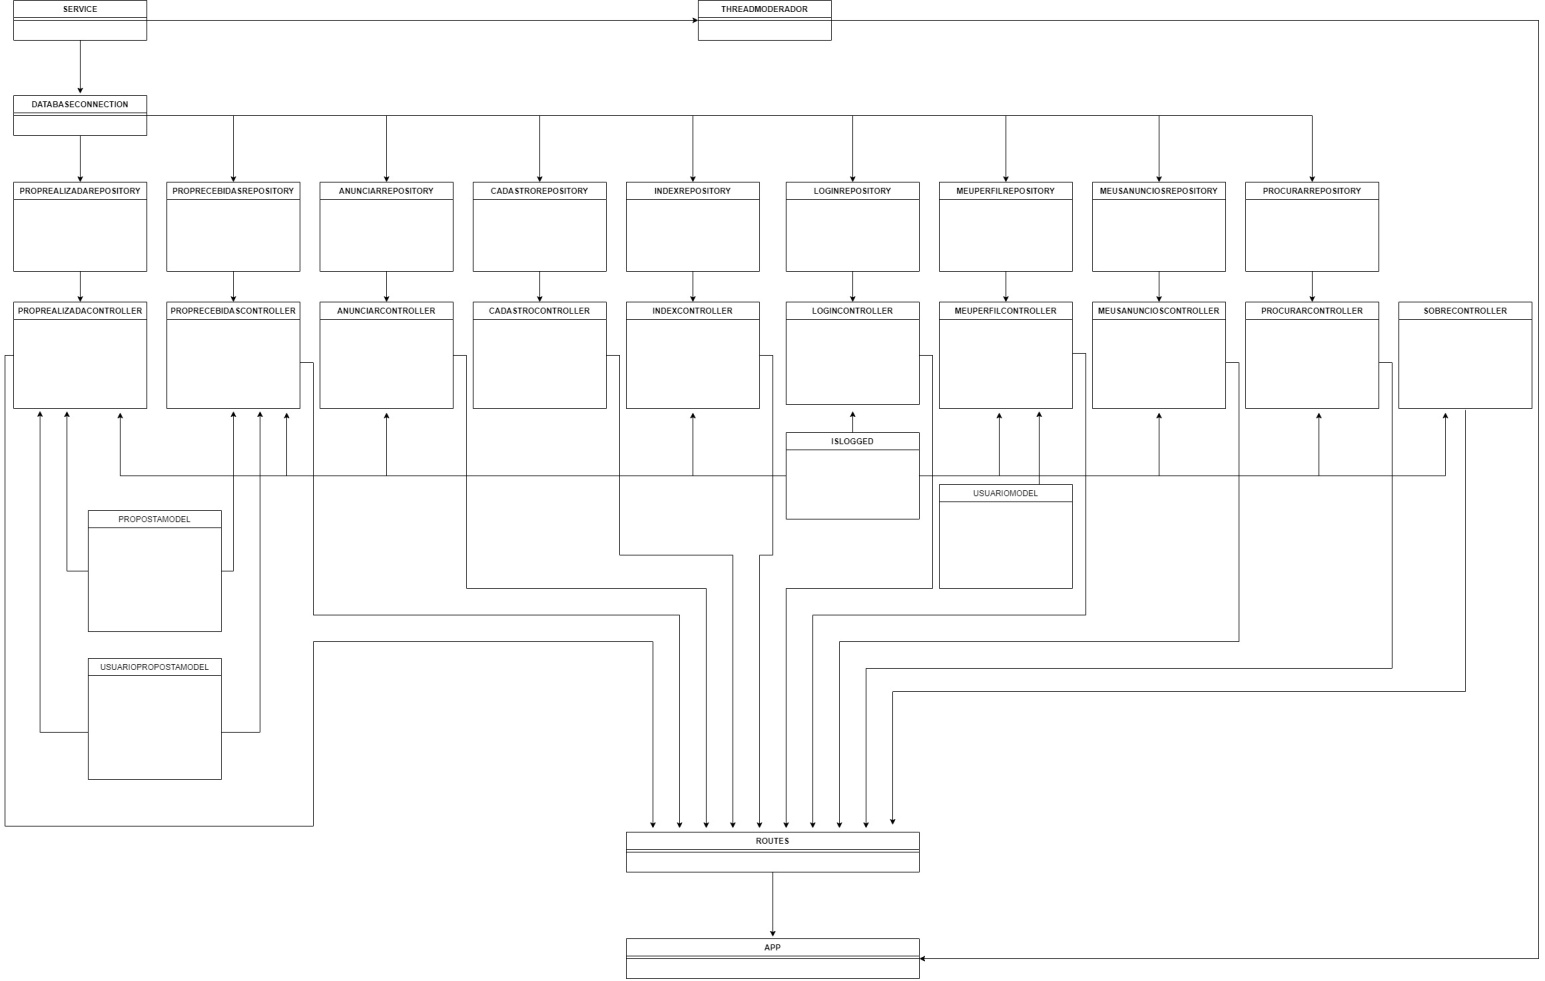 SERVICE
THREADMODERADOR
DATABASECONNECTION
PROPREALIZADAREPOSITORY
PROPRECEBIDASREPOSITORY
ANUNCIARREPOSITORY
CADASTROREPOSITORY
INDEXREPOSITORY
LOGINREPOSITORY
MEUPERFILREPOSITORY
MEUSANUNCIOSREPOSITORY
PROCURARREPOSITORY
PROPREALIZADACONTROLLER
PROPRECEBIDASCONTROLLER
ANUNCIARCONTROLLER
CADASTROCONTROLLER
INDEXCONTROLLER
LOGINCONTROLLER
MEUPERFILCONTROLLER
MEUSANUNCIOSCONTROLLER
PROCURARCONTROLLER
SOBRECONTROLLER
ISLOGGED
USUARIOMODEL
PROPOSTAMODEL
USUARIOPROPOSTAMODEL
ROUTES
APP